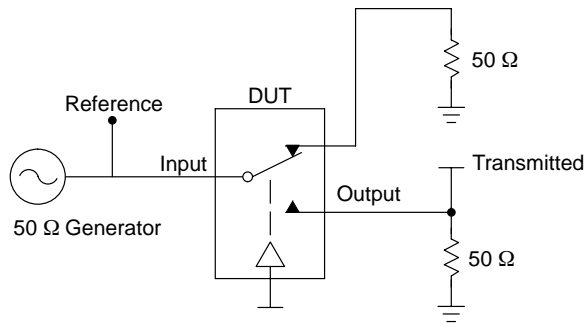 DUT
50 Ω
Reference
Input
Transmitted
Output
50 Ω Generator
50 Ω